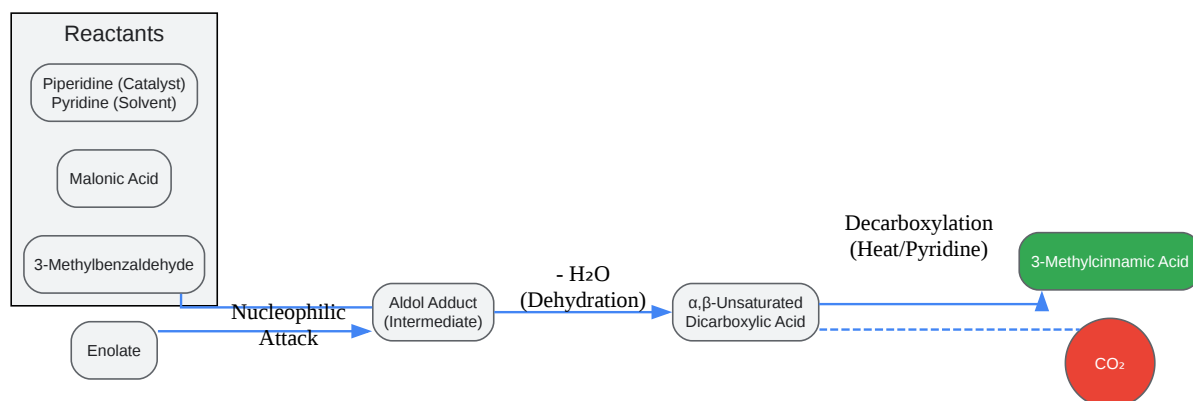 Reactants
Piperidine (Catalyst)
Pyridine (Solvent)
Malonic Acid
3-Methylbenzaldehyde
Enolate
Nucleophilic
Attack
Aldol Adduct
(Intermediate)
- H₂O
(Dehydration)
α,β-Unsaturated
Dicarboxylic Acid
Decarboxylation
(Heat/Pyridine)
3-Methylcinnamic Acid
CO₂